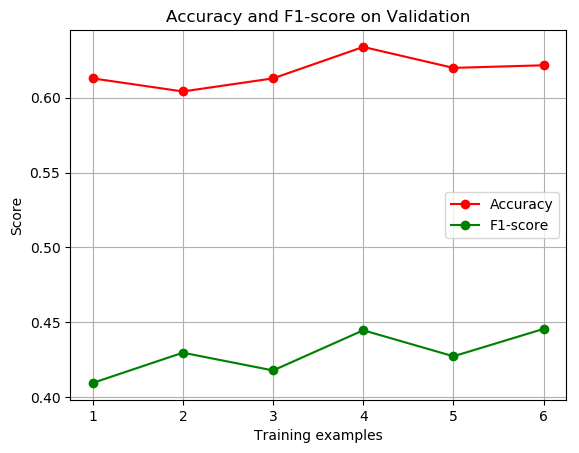 Accuracy and F1-score on Validation
Score
0.60
0.55
0.50
0.45
0.40
Accuracy
F1-score
1 2 3 4 5 6
Training examples